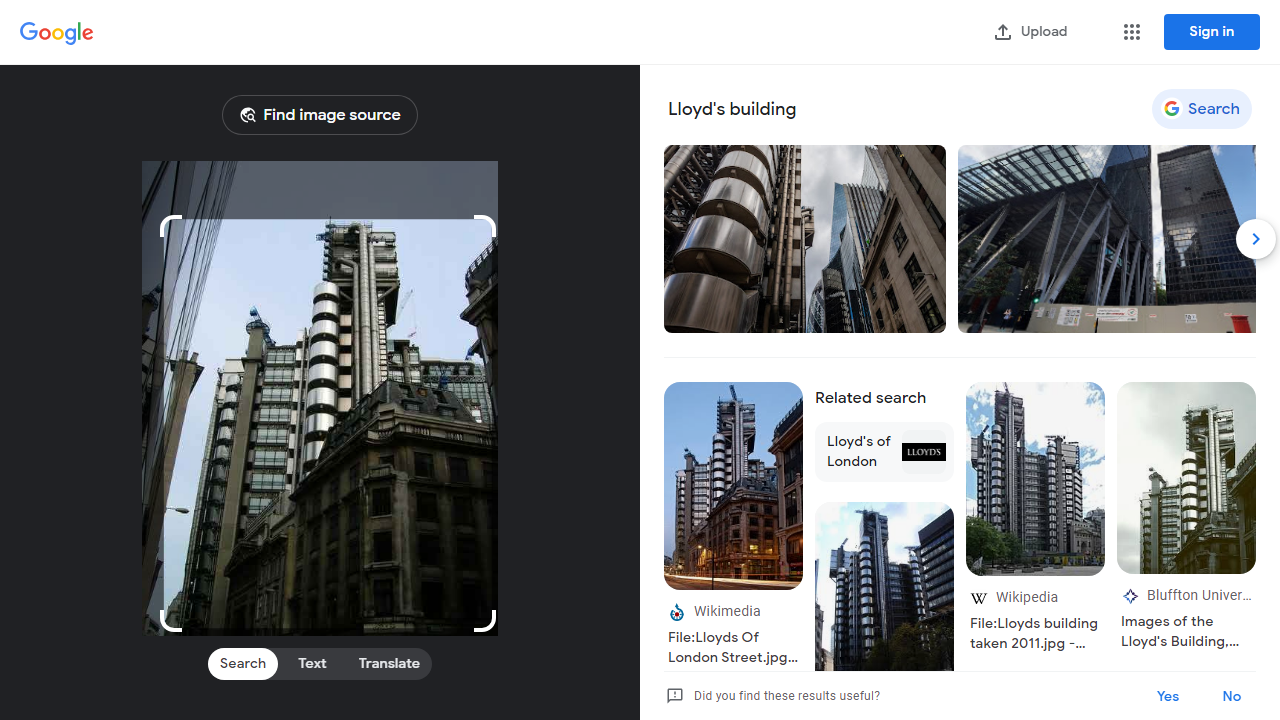 Google
Upload
Sign in
Find image source
Search
Text
Translate
Lloyd's building
Search
Related search
Lloyd's of
London
LLOYD'S
Wikimedia
File:Lloyds Of
London Street.jpg...
Wikipedia
File:Lloyds building
taken 2011.jpg -...
Bluffton Univer...
Images of the
Lloyd's Building,...
Did you find these results useful?
Yes
No